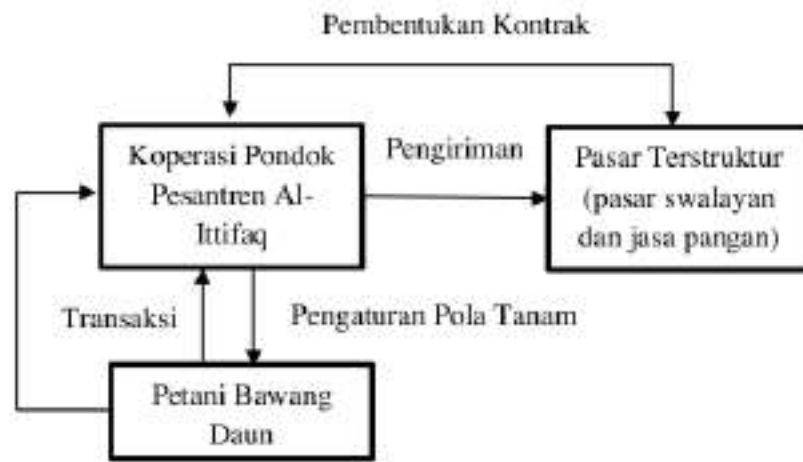 Pembentukan Kontrak
Koperasi Pondok
Pesantren Al-
Ittifaq
Pengiriman
Pasar Terstruktur
(pasar swalayan
dan jasa pangan)
Transaksi
Pengaturan Pola Tanam
Petani Bawang
Daun